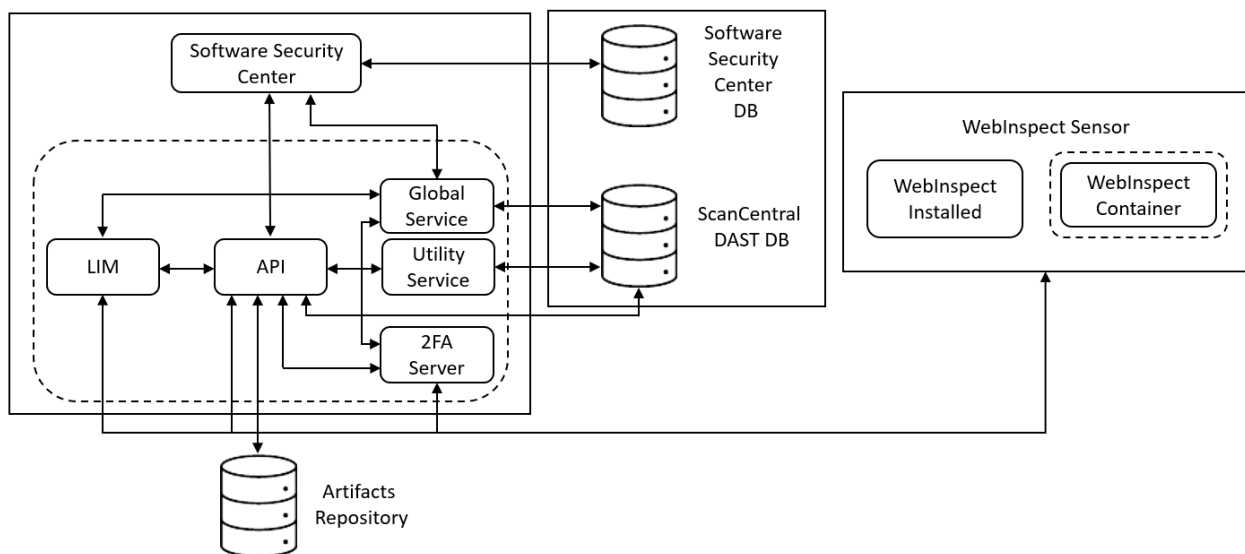 Software Security
Center
Software
Security
Center
DB
WebInspect Sensor
WebInspect
Installed
WebInspect
Container
Global
Service
ScanCentral
DAST DB
LIM
API
Utility
Service
2FA
Server
Artifacts
Repository